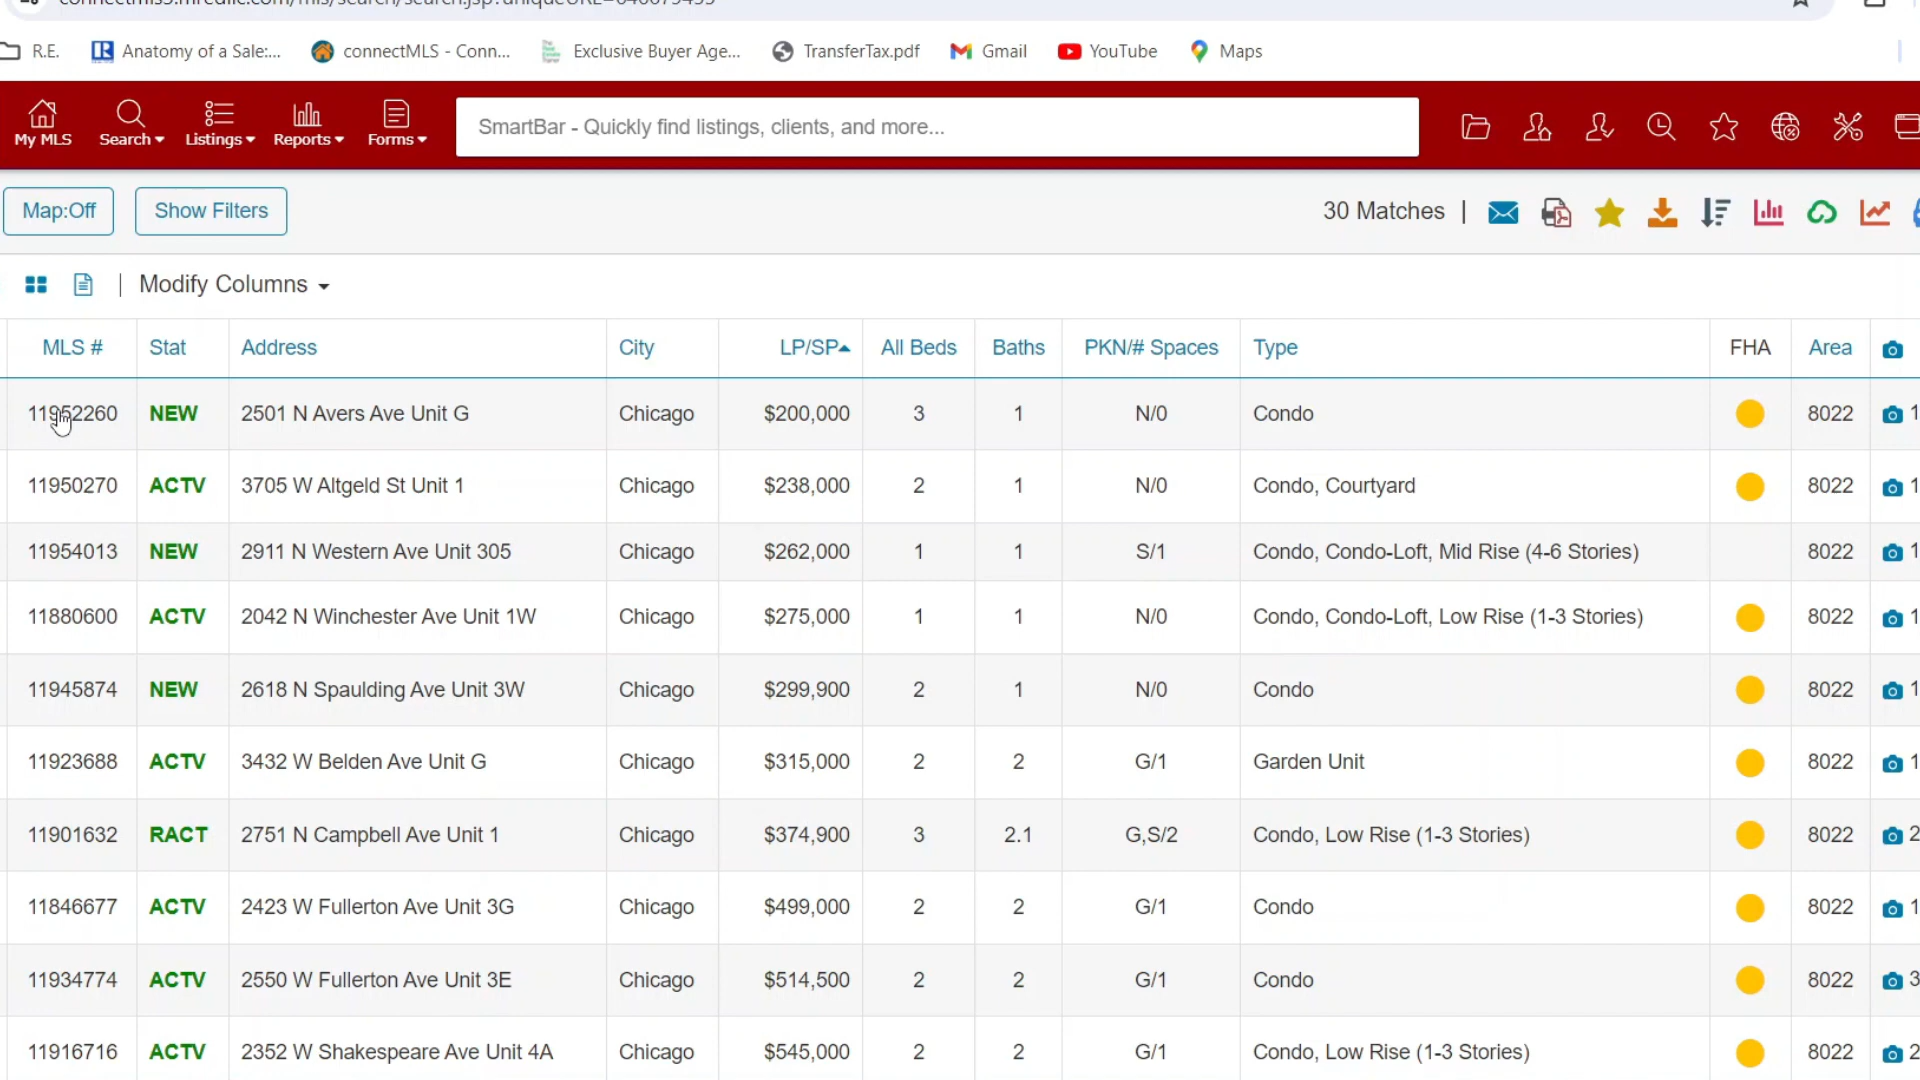 R.E. Anatomy of a Sale:... connectMLS - Conn... Exclusive Buyer Age... TransferTax.pdf Gmail YouTube Maps
My MLS Search Listings Reports Forms SmartBar - Quickly find listings, clients, and more...
Map:Off Show Filters 30 Matches |
| Modify Columns
MLS # Stat Address City LP/SP All Beds Baths PKN/# Spaces Type FHA Area
11952260 NEW 2501 N Avers Ave Unit G Chicago $200,000 3 1 N/0 Condo 8022 1
11950270 ACTV 3705 W Altgeld St Unit 1 Chicago $238,000 2 1 N/0 Condo, Courtyard 8022 1
11954013 NEW 2911 N Western Ave Unit 305 Chicago $262,000 1 1 S/1 Condo, Condo-Loft, Mid Rise (4-6 Stories) 8022 1
11880600 ACTV 2042 N Winchester Ave Unit 1W Chicago $275,000 1 1 N/0 Condo, Condo-Loft, Low Rise (1-3 Stories) 8022 1
11945874 NEW 2618 N Spaulding Ave Unit 3W Chicago $299,900 2 1 N/0 Condo 8022 1
11923688 ACTV 3432 W Belden Ave Unit G Chicago $315,000 2 2 G/1 Garden Unit 8022 1
11901632 RACT 2751 N Campbell Ave Unit 1 Chicago $374,900 3 2.1 G,S/2 Condo, Low Rise (1-3 Stories) 8022 2
11846677 ACTV 2423 W Fullerton Ave Unit 3G Chicago $499,000 2 2 G/1 Condo 8022 1
11934774 ACTV 2550 W Fullerton Ave Unit 3E Chicago $514,500 2 2 G/1 Condo 8022 3
11916716 ACTV 2352 W Shakespeare Ave Unit 4A Chicago $545,000 2 2 G/1 Condo, Low Rise (1-3 Stories) 8022 2